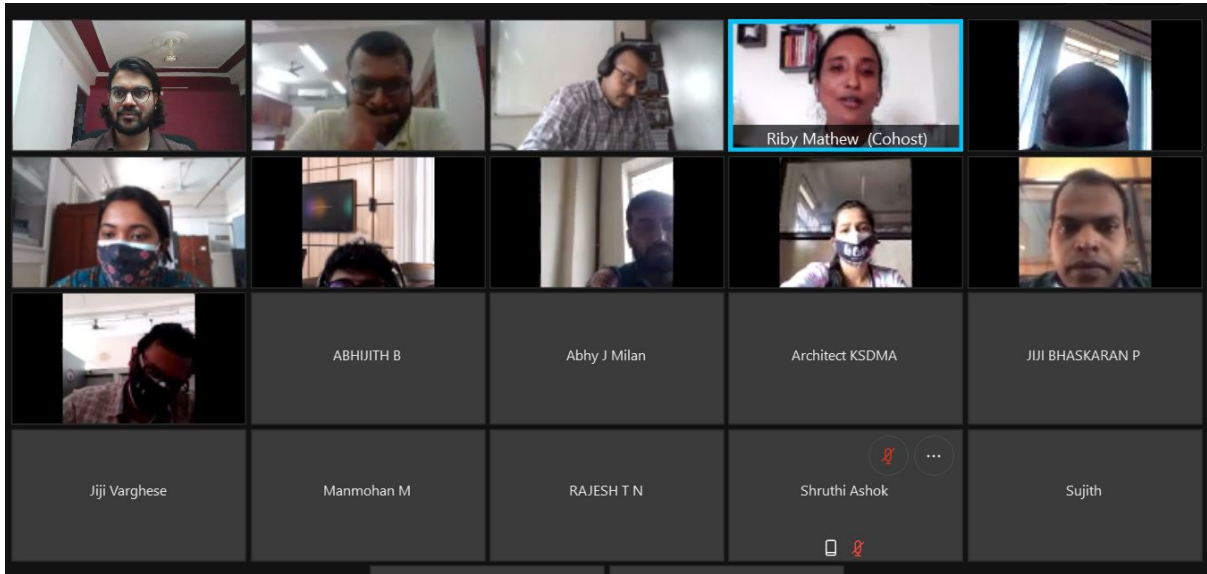 Riby Mathew (Cohost)
ABHIJITH B
Abhy J Milan
Architect KSDMA
JIJI BHASKARAN P
Jiji Varghese
Manmohan M
RAJESH T N
Shruthi Ashok
Sujith